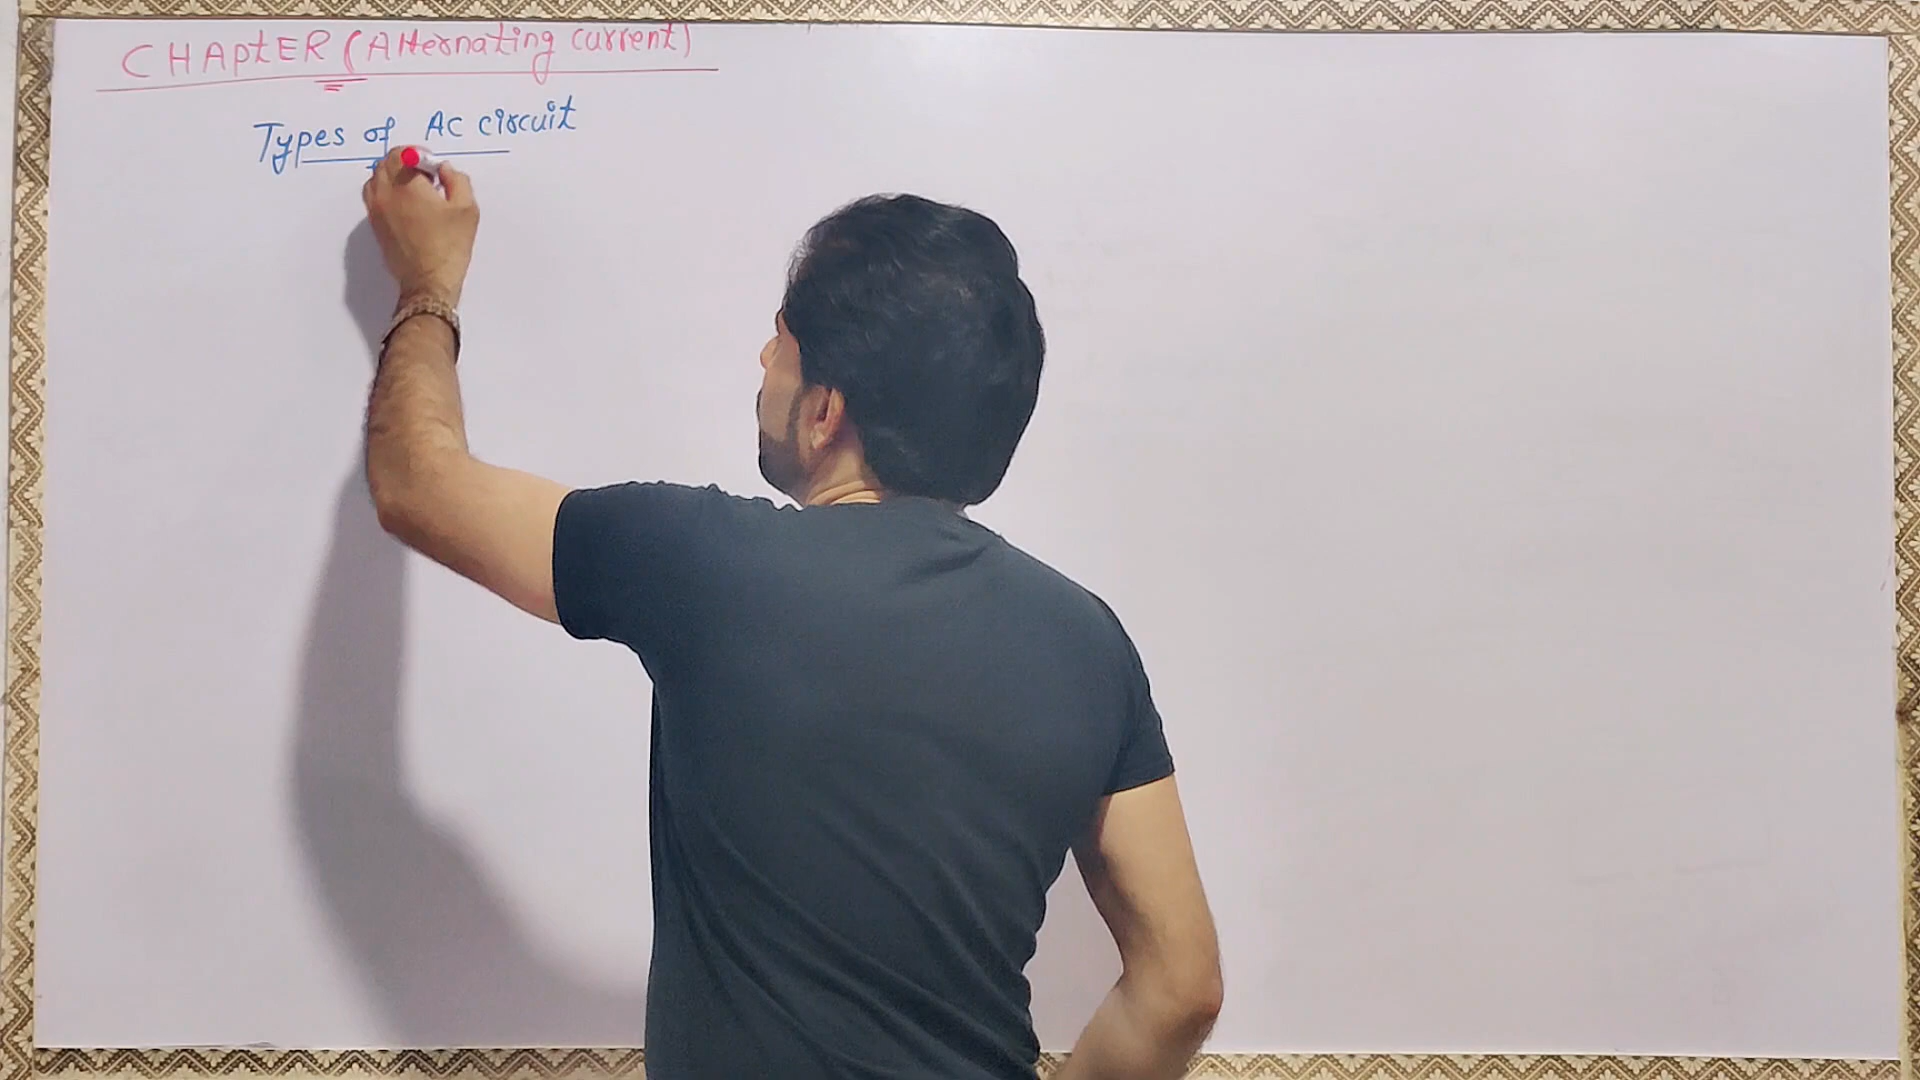 CHAPtER (Alternating current)
Types of AC circuit